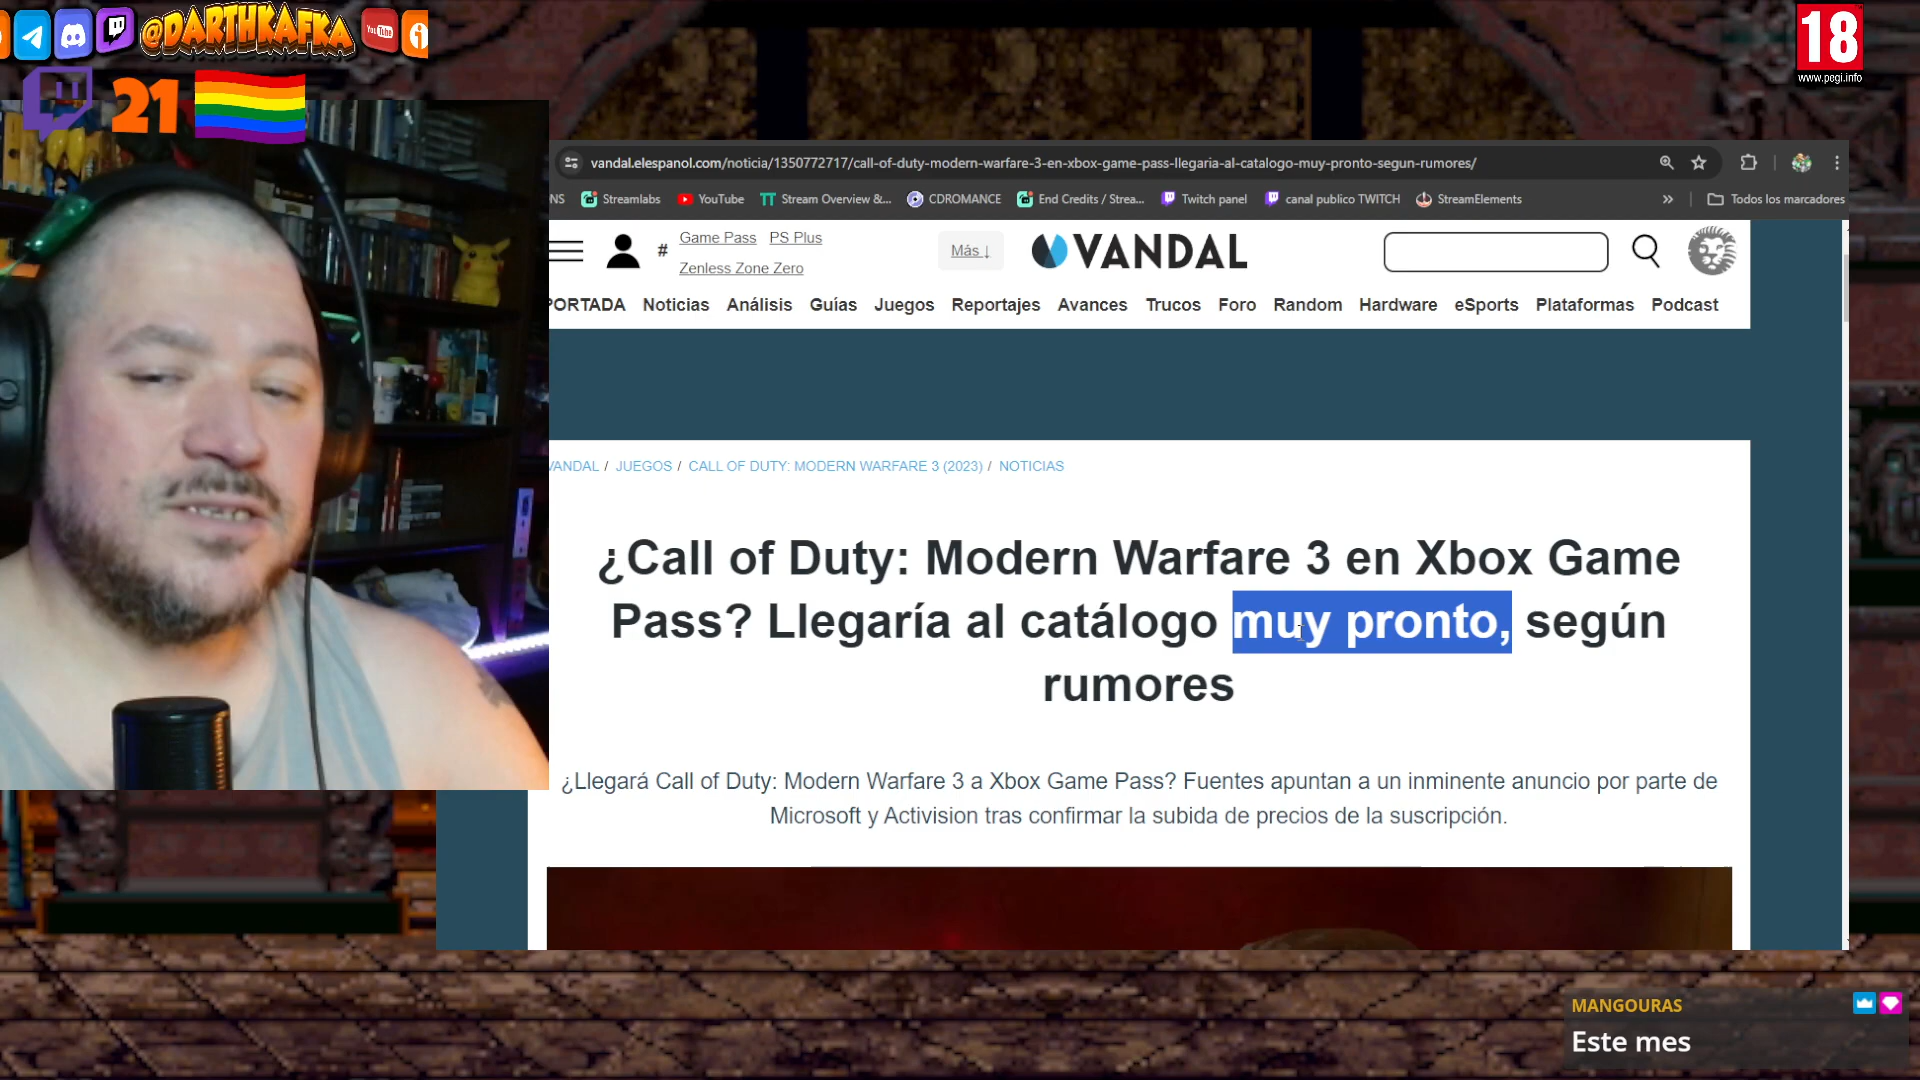 @DARTHKAFKA
YouTube
18
www.pegi.info
21
vandal.elespanol.com/noticia/1350772717/call-of-duty-modern-warfare-3-en-xbox-game-pass-llegaria-al-catalogo-muy-pronto-segun-rumores/
NS Streamlabs YouTube Stream Overview &... CDROMANCE End Credits / Strea... Twitch panel canal publico TWITCH StreamElements » Todos los marcadores
# Game Pass PS Plus
Zenless Zone Zero
Más ↓
VANDAL
PORTADA Noticias Análisis Guías Juegos Reportajes Avances Trucos Foro Random Hardware eSports Plataformas Podcast
VANDAL / JUEGOS / CALL OF DUTY: MODERN WARFARE 3 (2023) / NOTICIAS
¿Call of Duty: Modern Warfare 3 en Xbox Game
Pass? Llegaría al catálogo muy pronto, según
rumores
¿Llegará Call of Duty: Modern Warfare 3 a Xbox Game Pass? Fuentes apuntan a un inminente anuncio por parte de
Microsoft y Activision tras confirmar la subida de precios de la suscripción.
MANGOURAS
Este mes